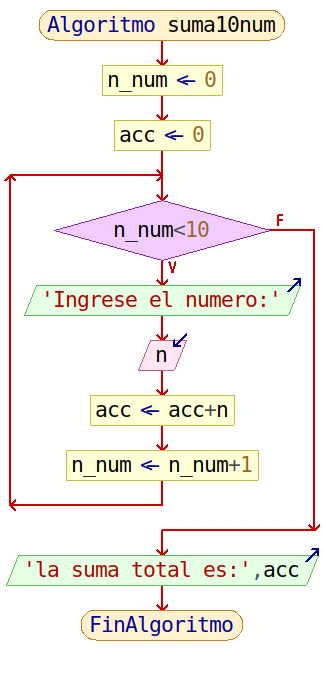 Algoritmo suma10num
n_num ← 0
acc ← 0
n_num<10
F
V
'Ingrese el numero:'
n
acc ← acc+n
n_num ← n_num+1
'la suma total es:',acc
FinAlgoritmo